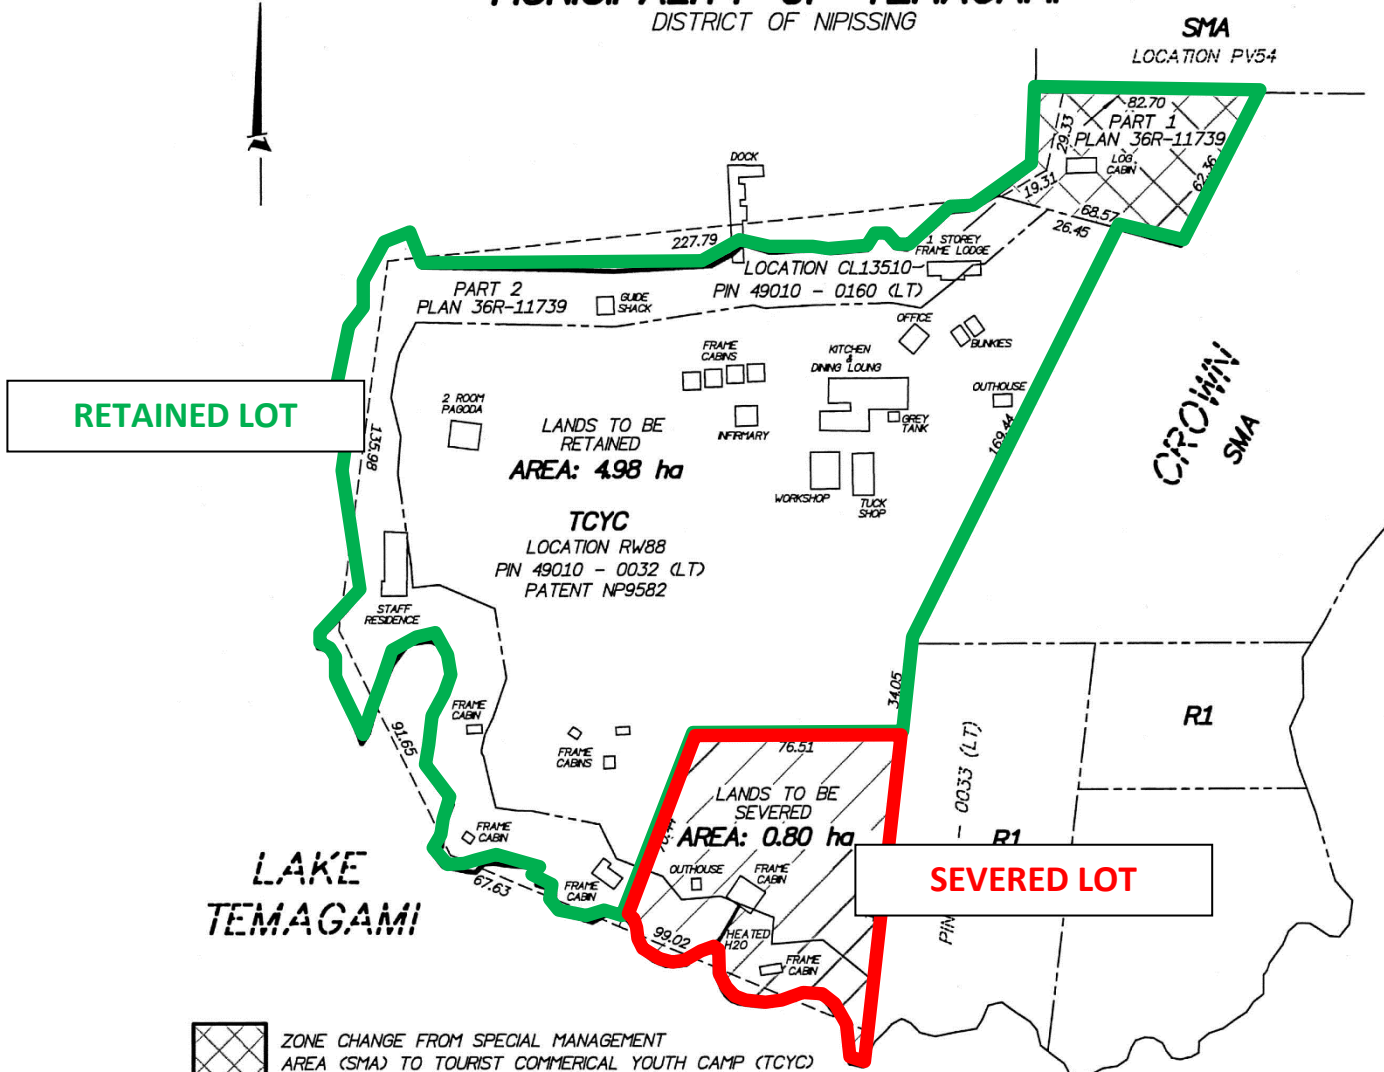 DISTRICT OF NIPISSING
SMA
LOCATION PV54
82.70
PART 1
PLAN 36R-11739
29.33
LOG
CABIN
62.36
19.31
68.57
26.45
DOCK
227.79
1 STOREY
FRAME LODGE
LOCATION CL13510
PIN 49010 - 0160 (LT)
PART 2
PLAN 36R-11739
GUIDE
SHACK
OFFICE
BUNKIES
FRAME
CABINS
KITCHEN
&
DINING LOUNG
OUTHOUSE
CROWN
SMA
RETAINED LOT
2 ROOM
PAGODA
135.98
LANDS TO BE
RETAINED
AREA: 4.98 ha
INFIRMARY
GREY
TANK
169.44
WORKSHOP
TUCK
SHOP
TCYC
LOCATION RW88
PIN 49010 - 0032 (LT)
PATENT NP9582
STAFF
RESIDENCE
34.05
R1
91.65
FRAME
CABIN
FRAME
CABINS
76.51
0033 (LT)
LANDS TO BE
SEVERED
AREA: 0.80 ha
R1
FRAME
CABIN
LAKE
TEMAGAMI
67.63
FRAME
CABIN
OUTHOUSE
FRAME
CABIN
SEVERED LOT
PIN
99.02
HEATED
H2O
FRAME
CABIN
ZONE CHANGE FROM SPECIAL MANAGEMENT
AREA (SMA) TO TOURIST COMMERICAL YOUTH CAMP (TCYC)